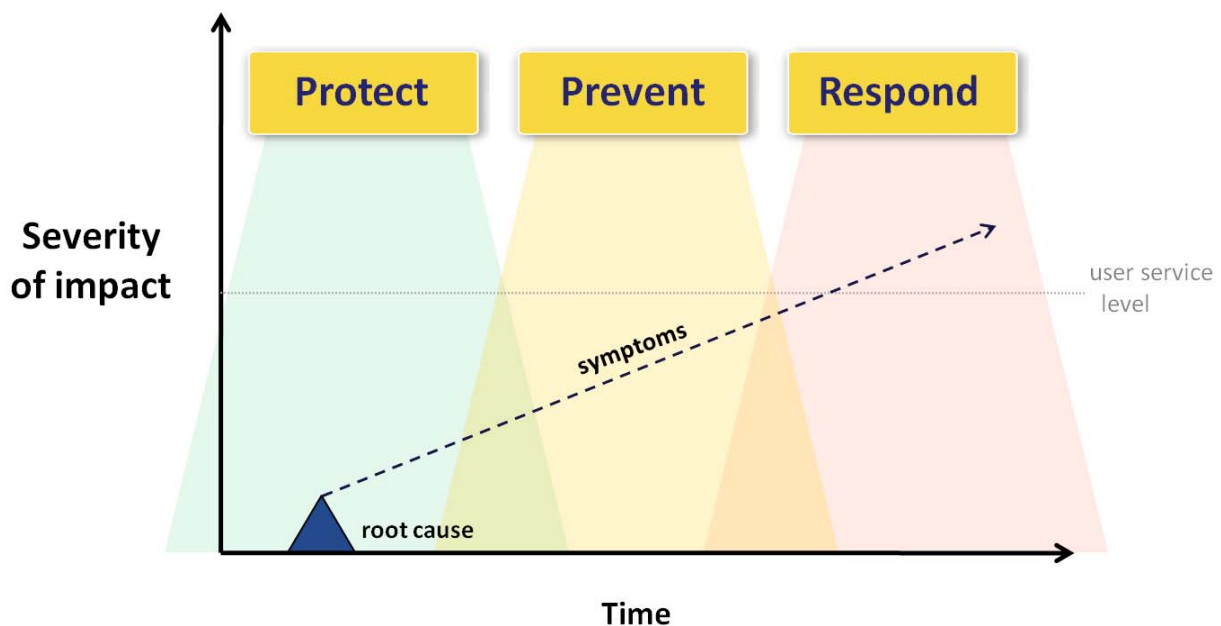 Protect
Prevent
Respond
Severity
of impact
user service
level
symptoms
root cause
Time